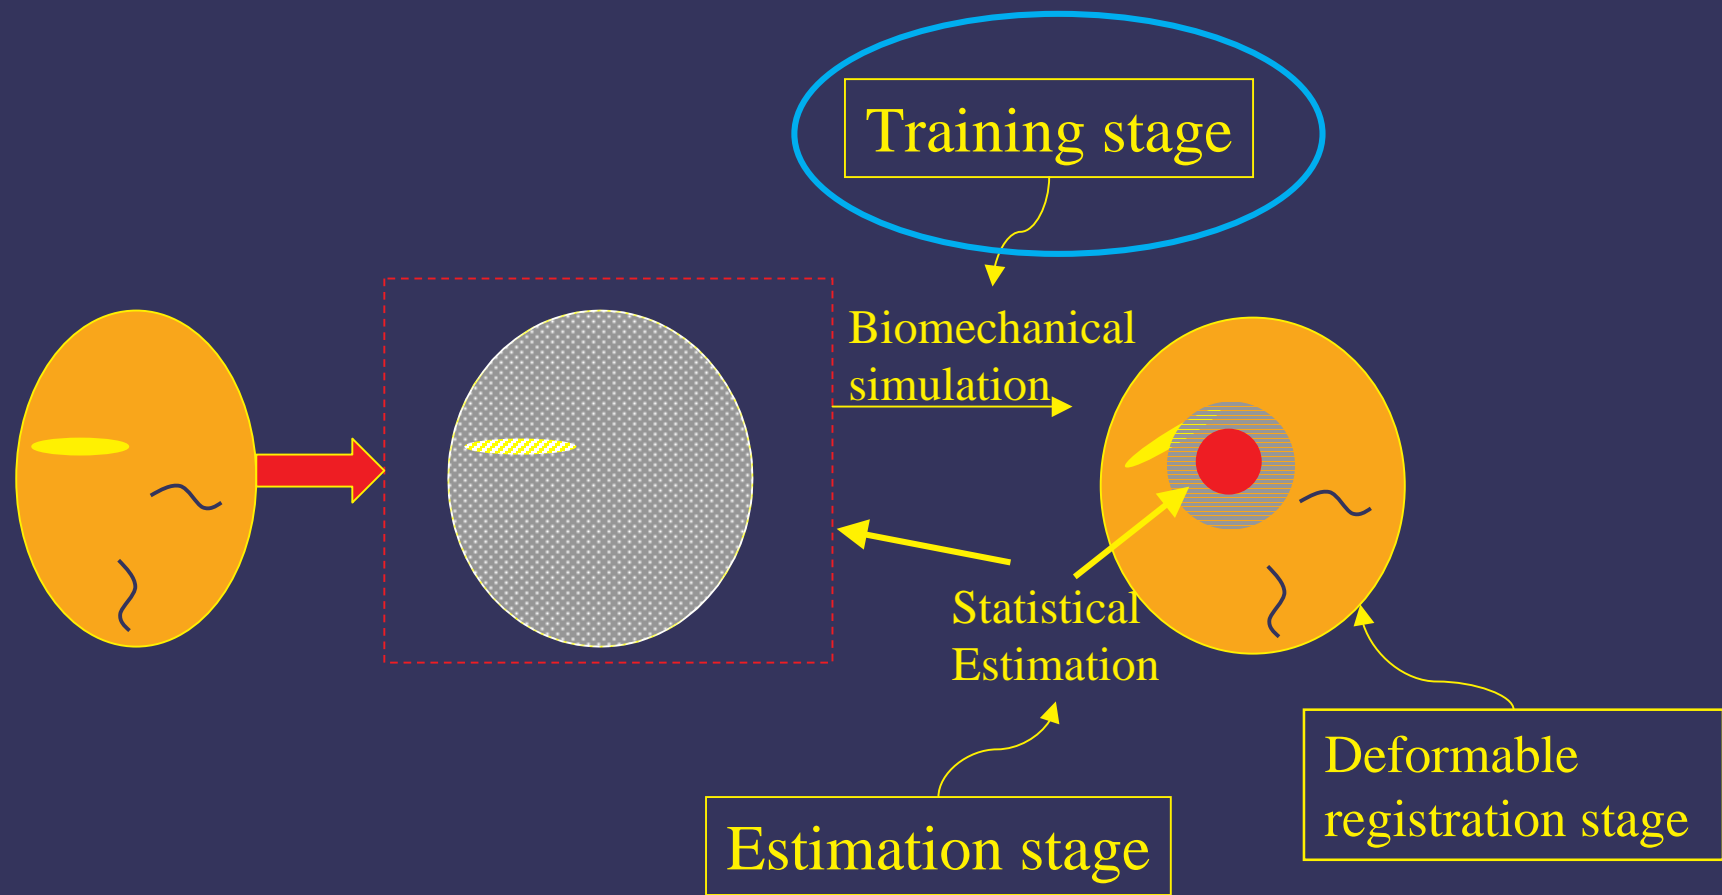 Training stage
Biomechanical
simulation
Statistical
Estimation
Deformable
registration stage
Estimation stage